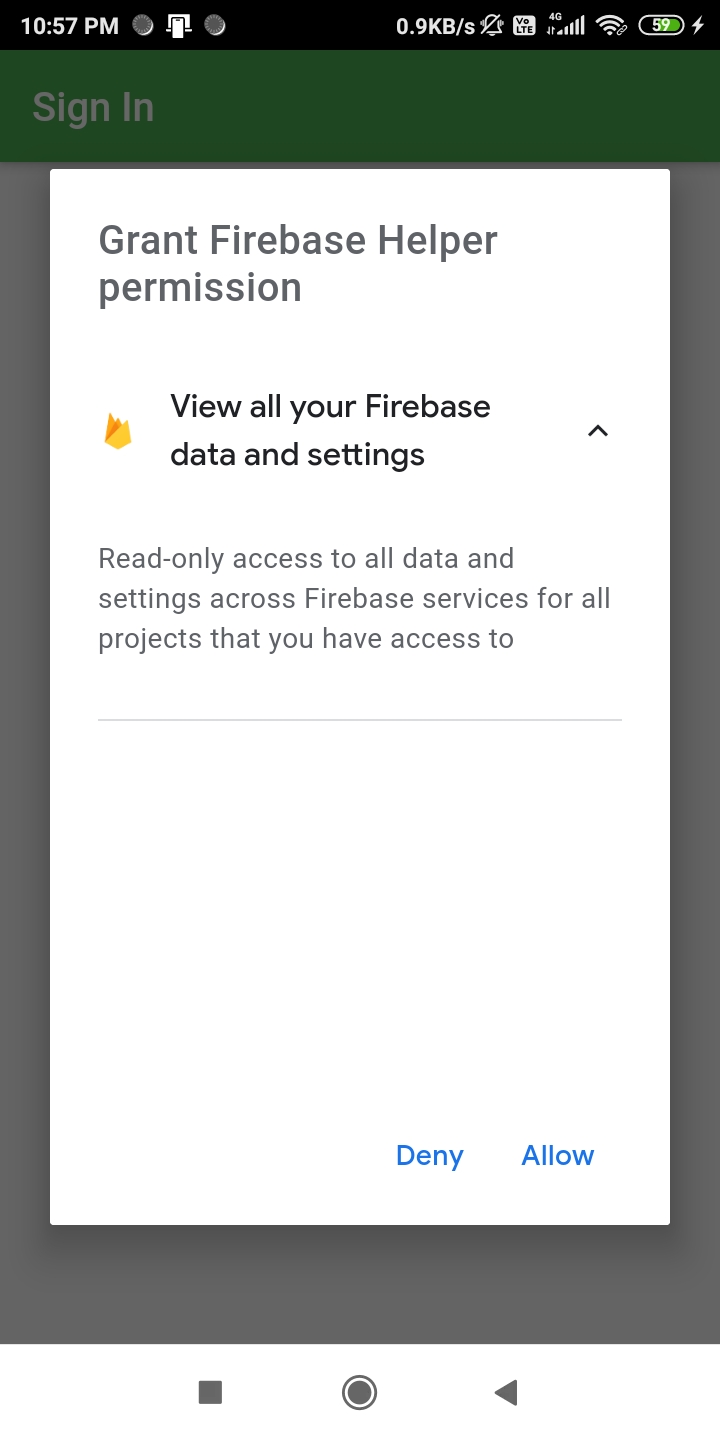 10:57 PM 0.9KB/s Vo LTE 4G 59
Sign In
Grant Firebase Helper
permission
View all your Firebase
data and settings
Read-only access to all data and
settings across Firebase services for all
projects that you have access to
Deny Allow